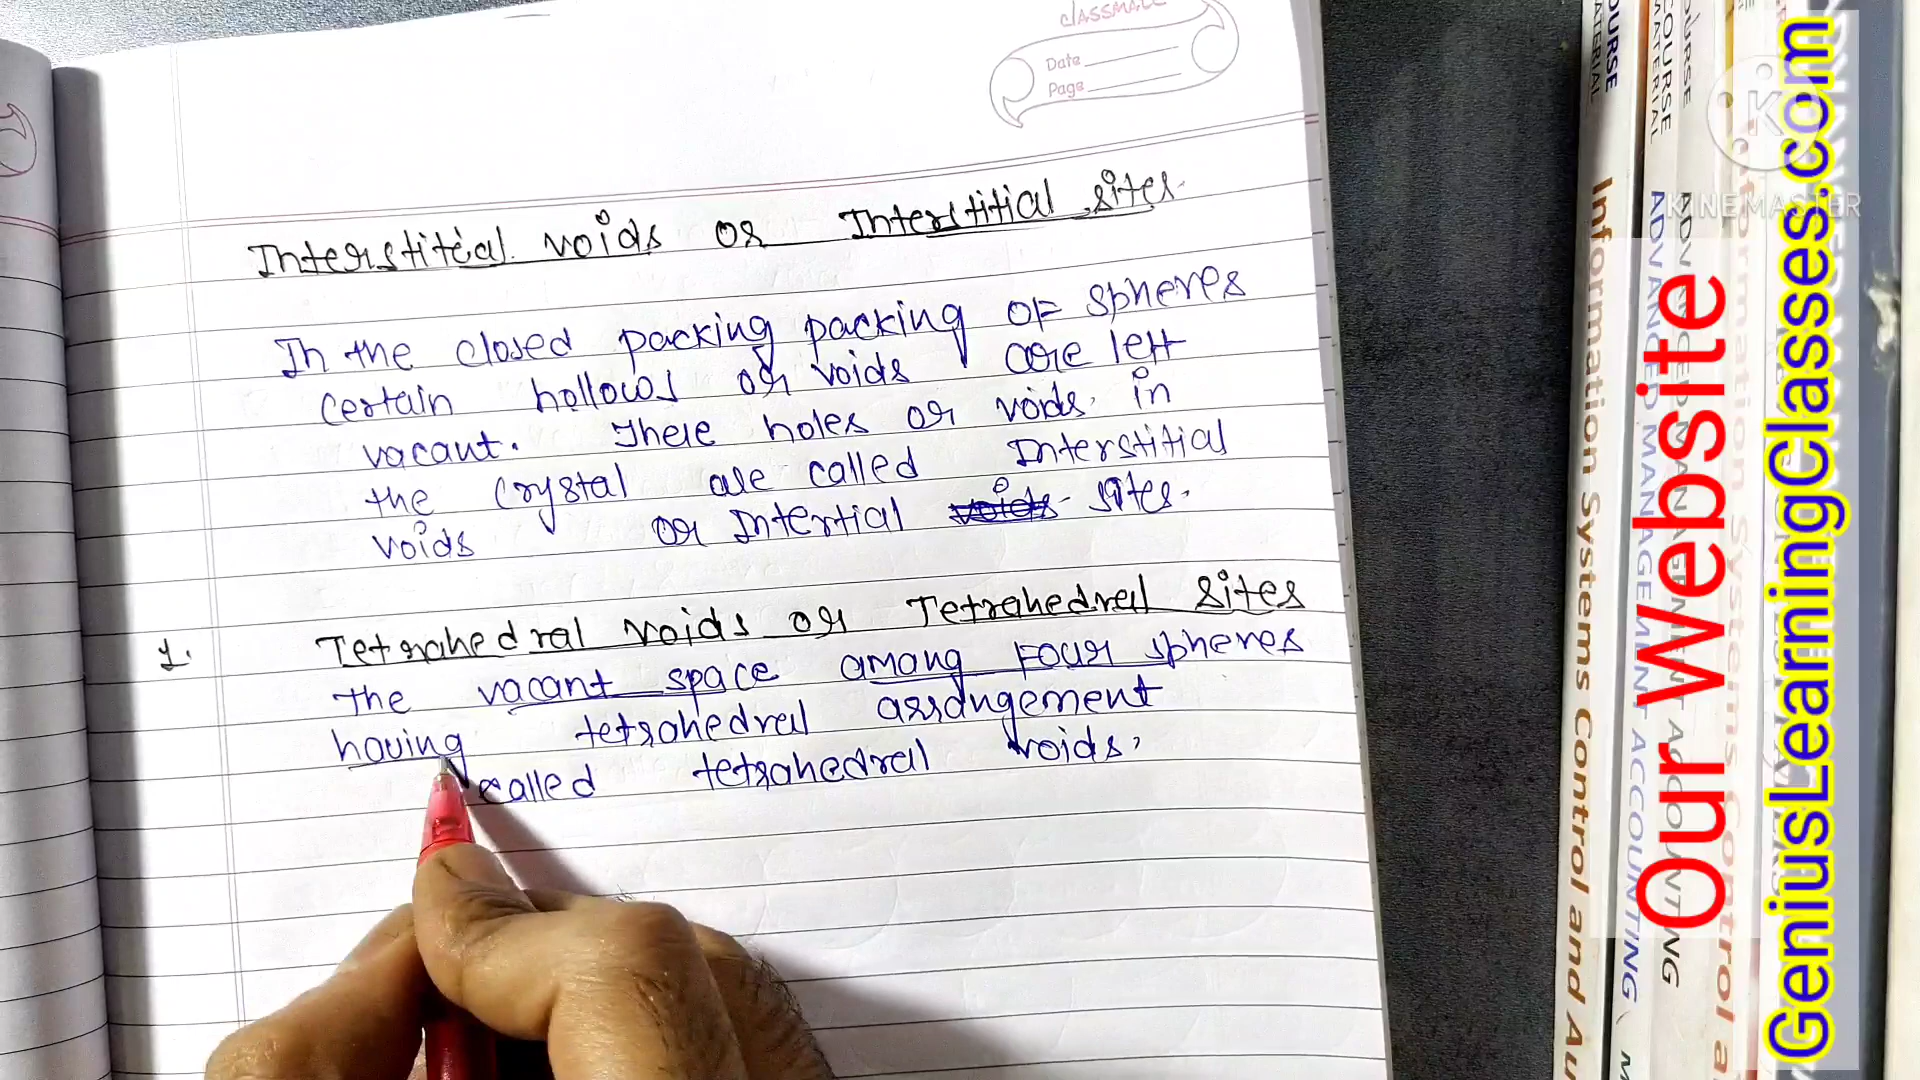 classmate
Date
Page
Interstitial voids or Interstitial sites.
In the closed packing packing of spheres
certain hollows or voids are left
vacant. These holes or voids in
the crystal are called Interstitial
voids or Intertial voids sites.
1. Tetrahedral voids or Tetrahedral sites
The vacant space among four spheres
having tetrahedral arrangement
called tetrahedral voids.
Our Website
GeniusLearningClasses.com
KINEMASTER
COURSE
MATERIAL
Information Systems Control and Au
ADVANCED MANAGEMENT ACCOUNTING